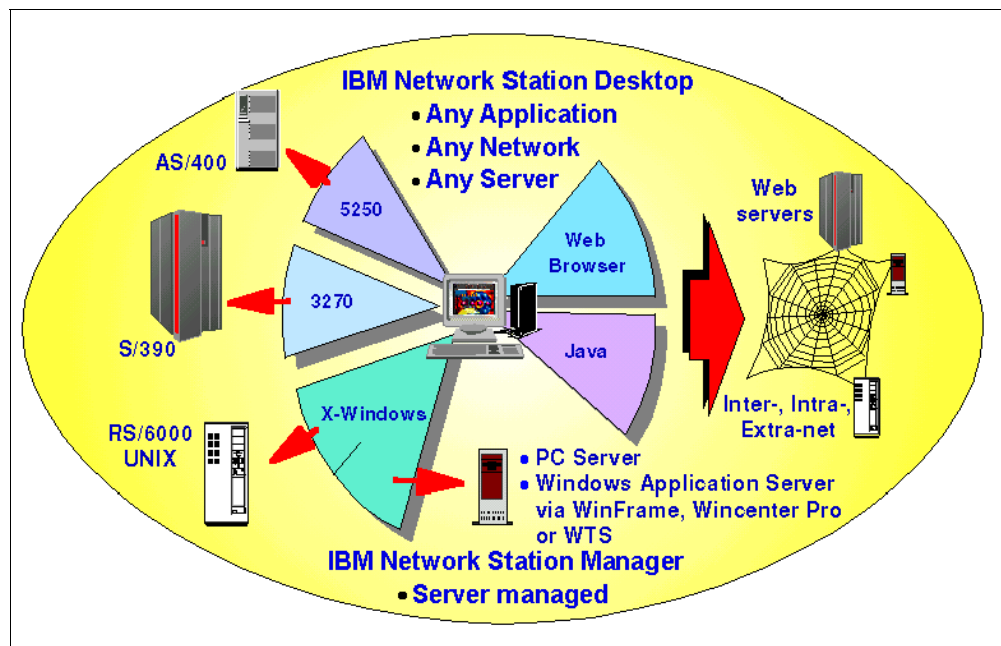 IBM Network Station Desktop
• Any Application
• Any Network
• Any Server
AS/400
5250
S/390
3270
RS/6000
UNIX
X-Windows
Web
Browser
Java
Web
servers
Inter-, Intra-,
Extra-net
• PC Server
• Windows Application Server
via WinFrame, Wincenter Pro
or WTS
IBM Network Station Manager
• Server managed